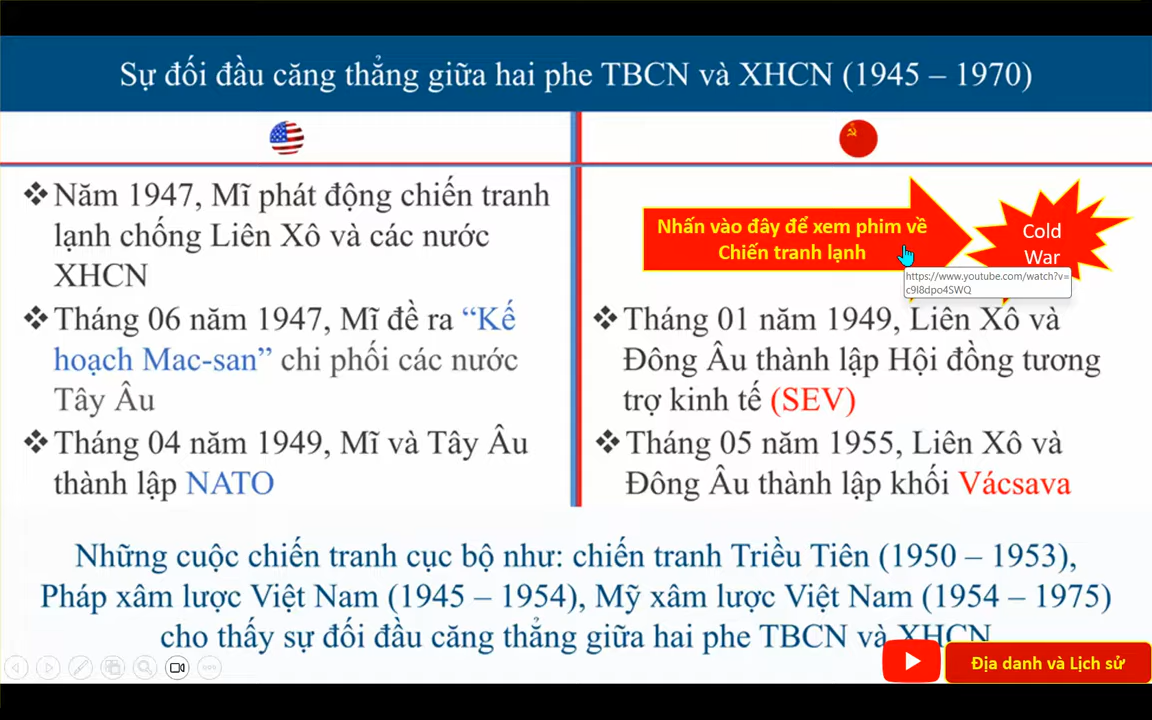 Sự đối đầu căng thẳng giữa hai phe TBCN và XHCN (1945 – 1970)
❖Năm 1947, Mĩ phát động chiến tranh
lạnh chống Liên Xô và các nước
XHCN
❖Tháng 06 năm 1947, Mĩ đề ra “Kế
hoạch Mac-san” chi phối các nước
Tây Âu
❖Tháng 04 năm 1949, Mĩ và Tây Âu
thành lập NATO
Nhấn vào đây để xem phim về
Chiến tranh lạnh
Cold
War
https://www.youtube.com/watch?v=
c9l8dpo4SWQ
❖Tháng 01 năm 1949, Liên Xô và
Đông Âu thành lập Hội đồng tương
trợ kinh tế (SEV)
❖Tháng 05 năm 1955, Liên Xô và
Đông Âu thành lập khối Vácsava
Những cuộc chiến tranh cục bộ như: chiến tranh Triều Tiên (1950 – 1953),
Pháp xâm lược Việt Nam (1945 – 1954), Mỹ xâm lược Việt Nam (1954 – 1975)
cho thấy sự đối đầu căng thẳng giữa hai phe TBCN và XHCN
Địa danh và Lịch sử